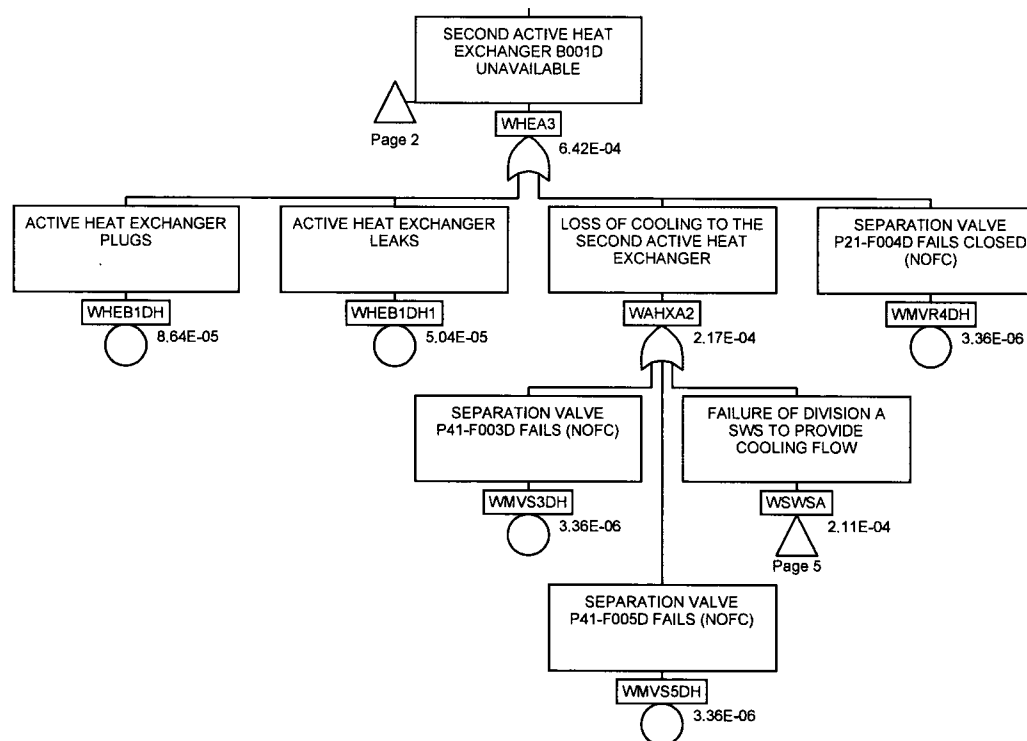 SECOND ACTIVE HEAT
EXCHANGER B001D
UNAVAILABLE
Page 2
WHEA3
6.42E-04
ACTIVE HEAT EXCHANGER
PLUGS
WHEB1DH
8.64E-05
ACTIVE HEAT EXCHANGER
LEAKS
WHEB1DH1
5.04E-05
LOSS OF COOLING TO THE
SECOND ACTIVE HEAT
EXCHANGER
WAHXA2
2.17E-04
SEPARATION VALVE
P21-F004D FAILS CLOSED
(NOFC)
WMVR4DH
3.36E-06
SEPARATION VALVE
P41-F003D FAILS (NOFC)
WMVS3DH
3.36E-06
FAILURE OF DIVISION A
SWS TO PROVIDE
COOLING FLOW
WSWSA
2.11E-04
Page 5
SEPARATION VALVE
P41-F005D FAILS (NOFC)
WMVS5DH
3.36E-06